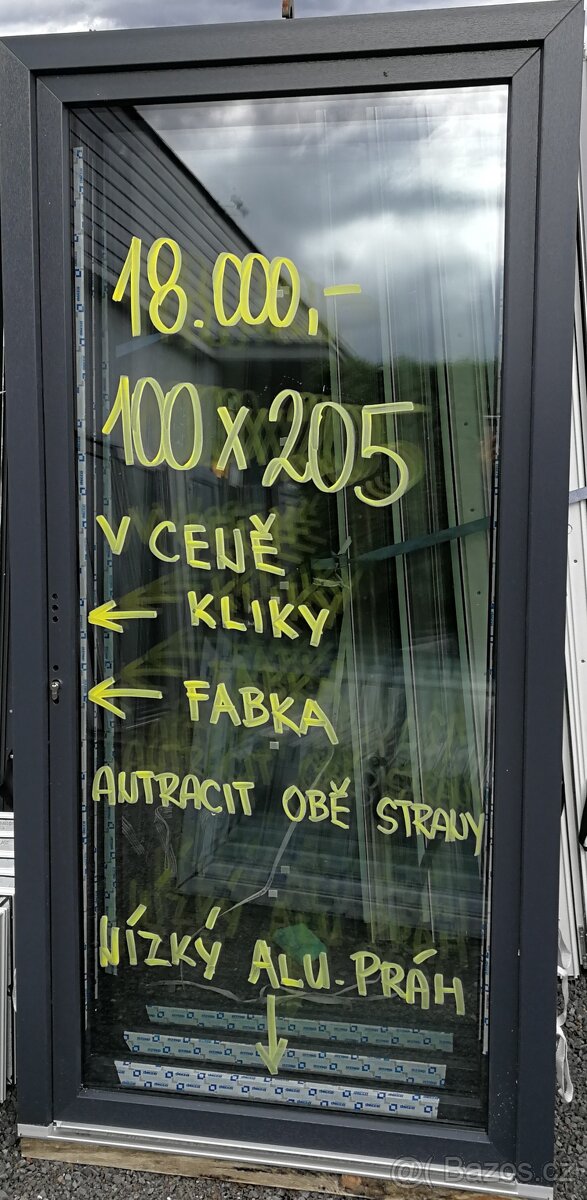 18.000,-
100 x 205
V CENĚ
← KLIKY
← FABKA
ANTRACIT OBĚ STRANY
NÍZKÝ ALU. PRÁH
↓
@( Bazos.cz